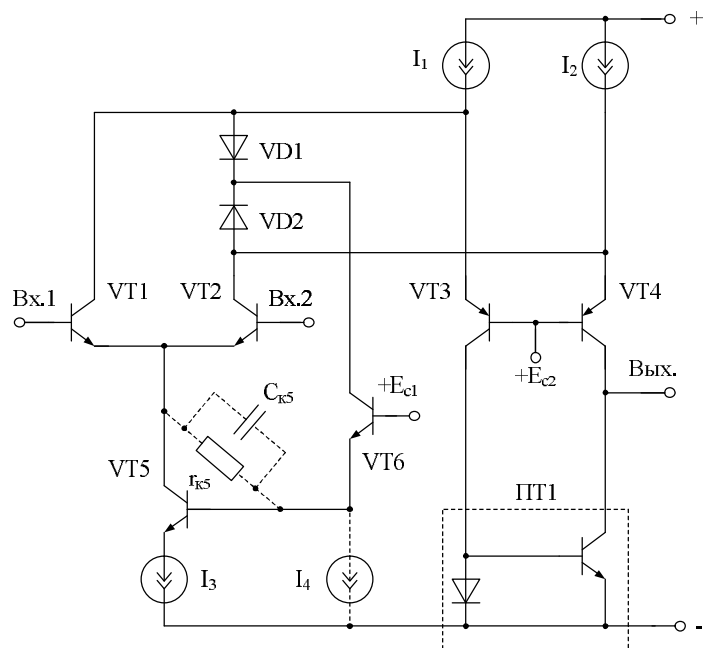 +
I₁
I₂
VD1
VD2
Вх.1
VT1
VT2
Вх.2
VT3
VT4
+Eс2
Вых.
+Eс1
Cк5
VT6
VT5
rк5
ПТ1
I₃
I₄
-